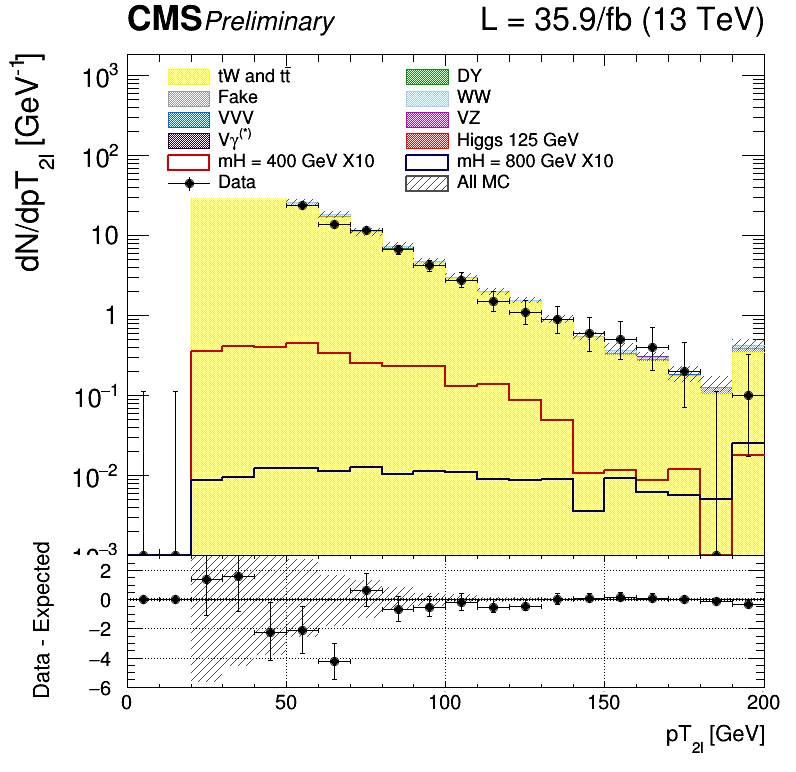 CMS Preliminary L = 35.9/fb (13 TeV)
dN/dpT2l [GeV-1]
10³
10²
10
1
10−1
10−2
tW and tt̅ DY
Fake WW
VVV VZ
Vγ(*) Higgs 125 GeV
mH = 400 GeV X10 mH = 800 GeV X10
Data All MC
Data - Expected
2
0
−2
−4
−6
0 50 100 150 200
pT2l [GeV]